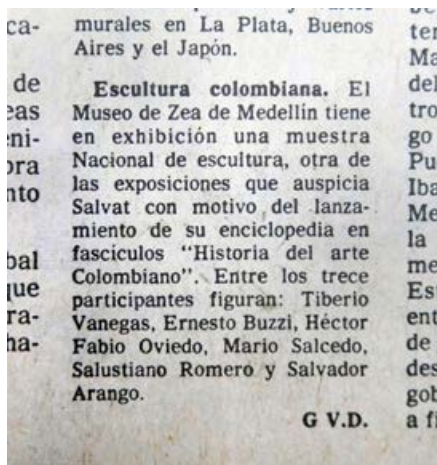 murales en La Plata, Buenos
Aires y el Japón.
Escultura colombiana. El
Museo de Zea de Medellín tiene
en exhibición una muestra
Nacional de escultura, otra de
las exposiciones que auspicia
Salvat con motivo del lanza-
miento de su enciclopedia en
fascículos "Historia del arte
Colombiano". Entre los trece
participantes figuran: Tiberio
Vanegas, Ernesto Buzzi, Héctor
Fabio Oviedo, Mario Salcedo,
Salustiano Romero y Salvador
Arango.
G V.D.